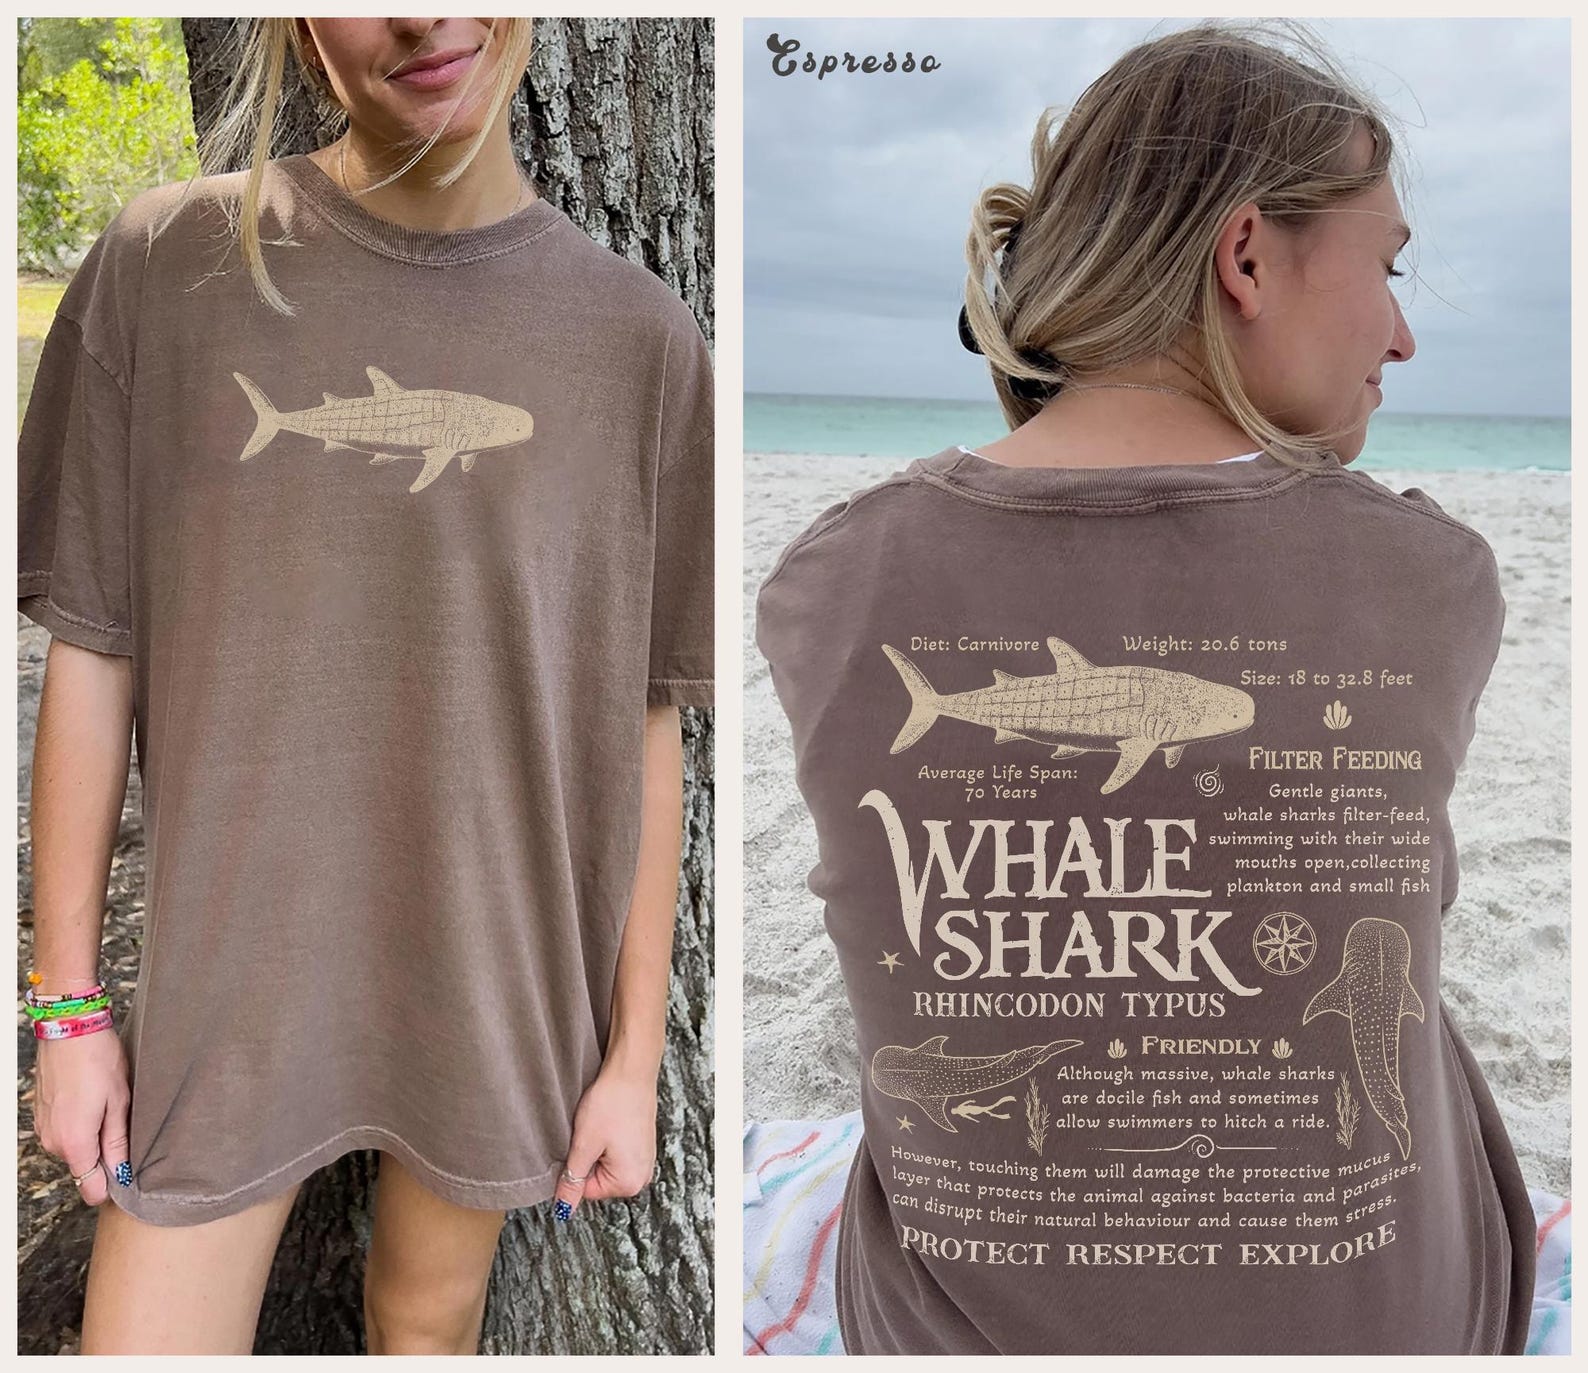 Espresso
Diet: Carnivore
Weight: 20.6 tons
Size: 18 to 32.8 feet
Average Life Span:
70 Years
FILTER FEEDING
Gentle giants,
whale sharks filter-feed,
swimming with their wide
mouths open,collecting
plankton and small fish
WHALE
SHARK
RHINCODON TYPUS
FRIENDLY
Although massive, whale sharks
are docile fish and sometimes
allow swimmers to hitch a ride.
However, touching them will damage the protective mucus
layer that protects the animal against bacteria and parasites,
can disrupt their natural behaviour and cause them stress.
PROTECT RESPECT EXPLORE